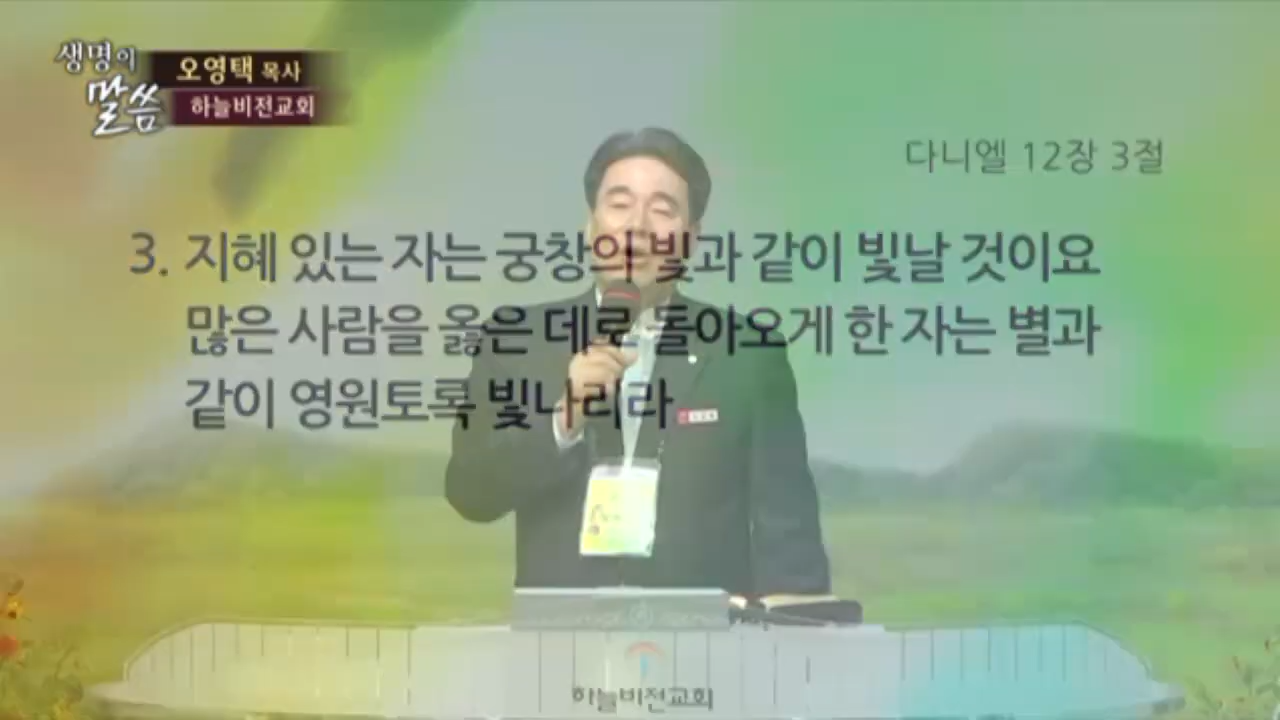 생명의
말씀
오영택 목사
하늘비전교회
다니엘 12장 3절
3. 지혜 있는 자는 궁창의 빛과 같이 빛날 것이요
많은 사람을 옳은 데로 돌아오게 한 자는 별과
같이 영원토록 빛나리라
하늘비전교회